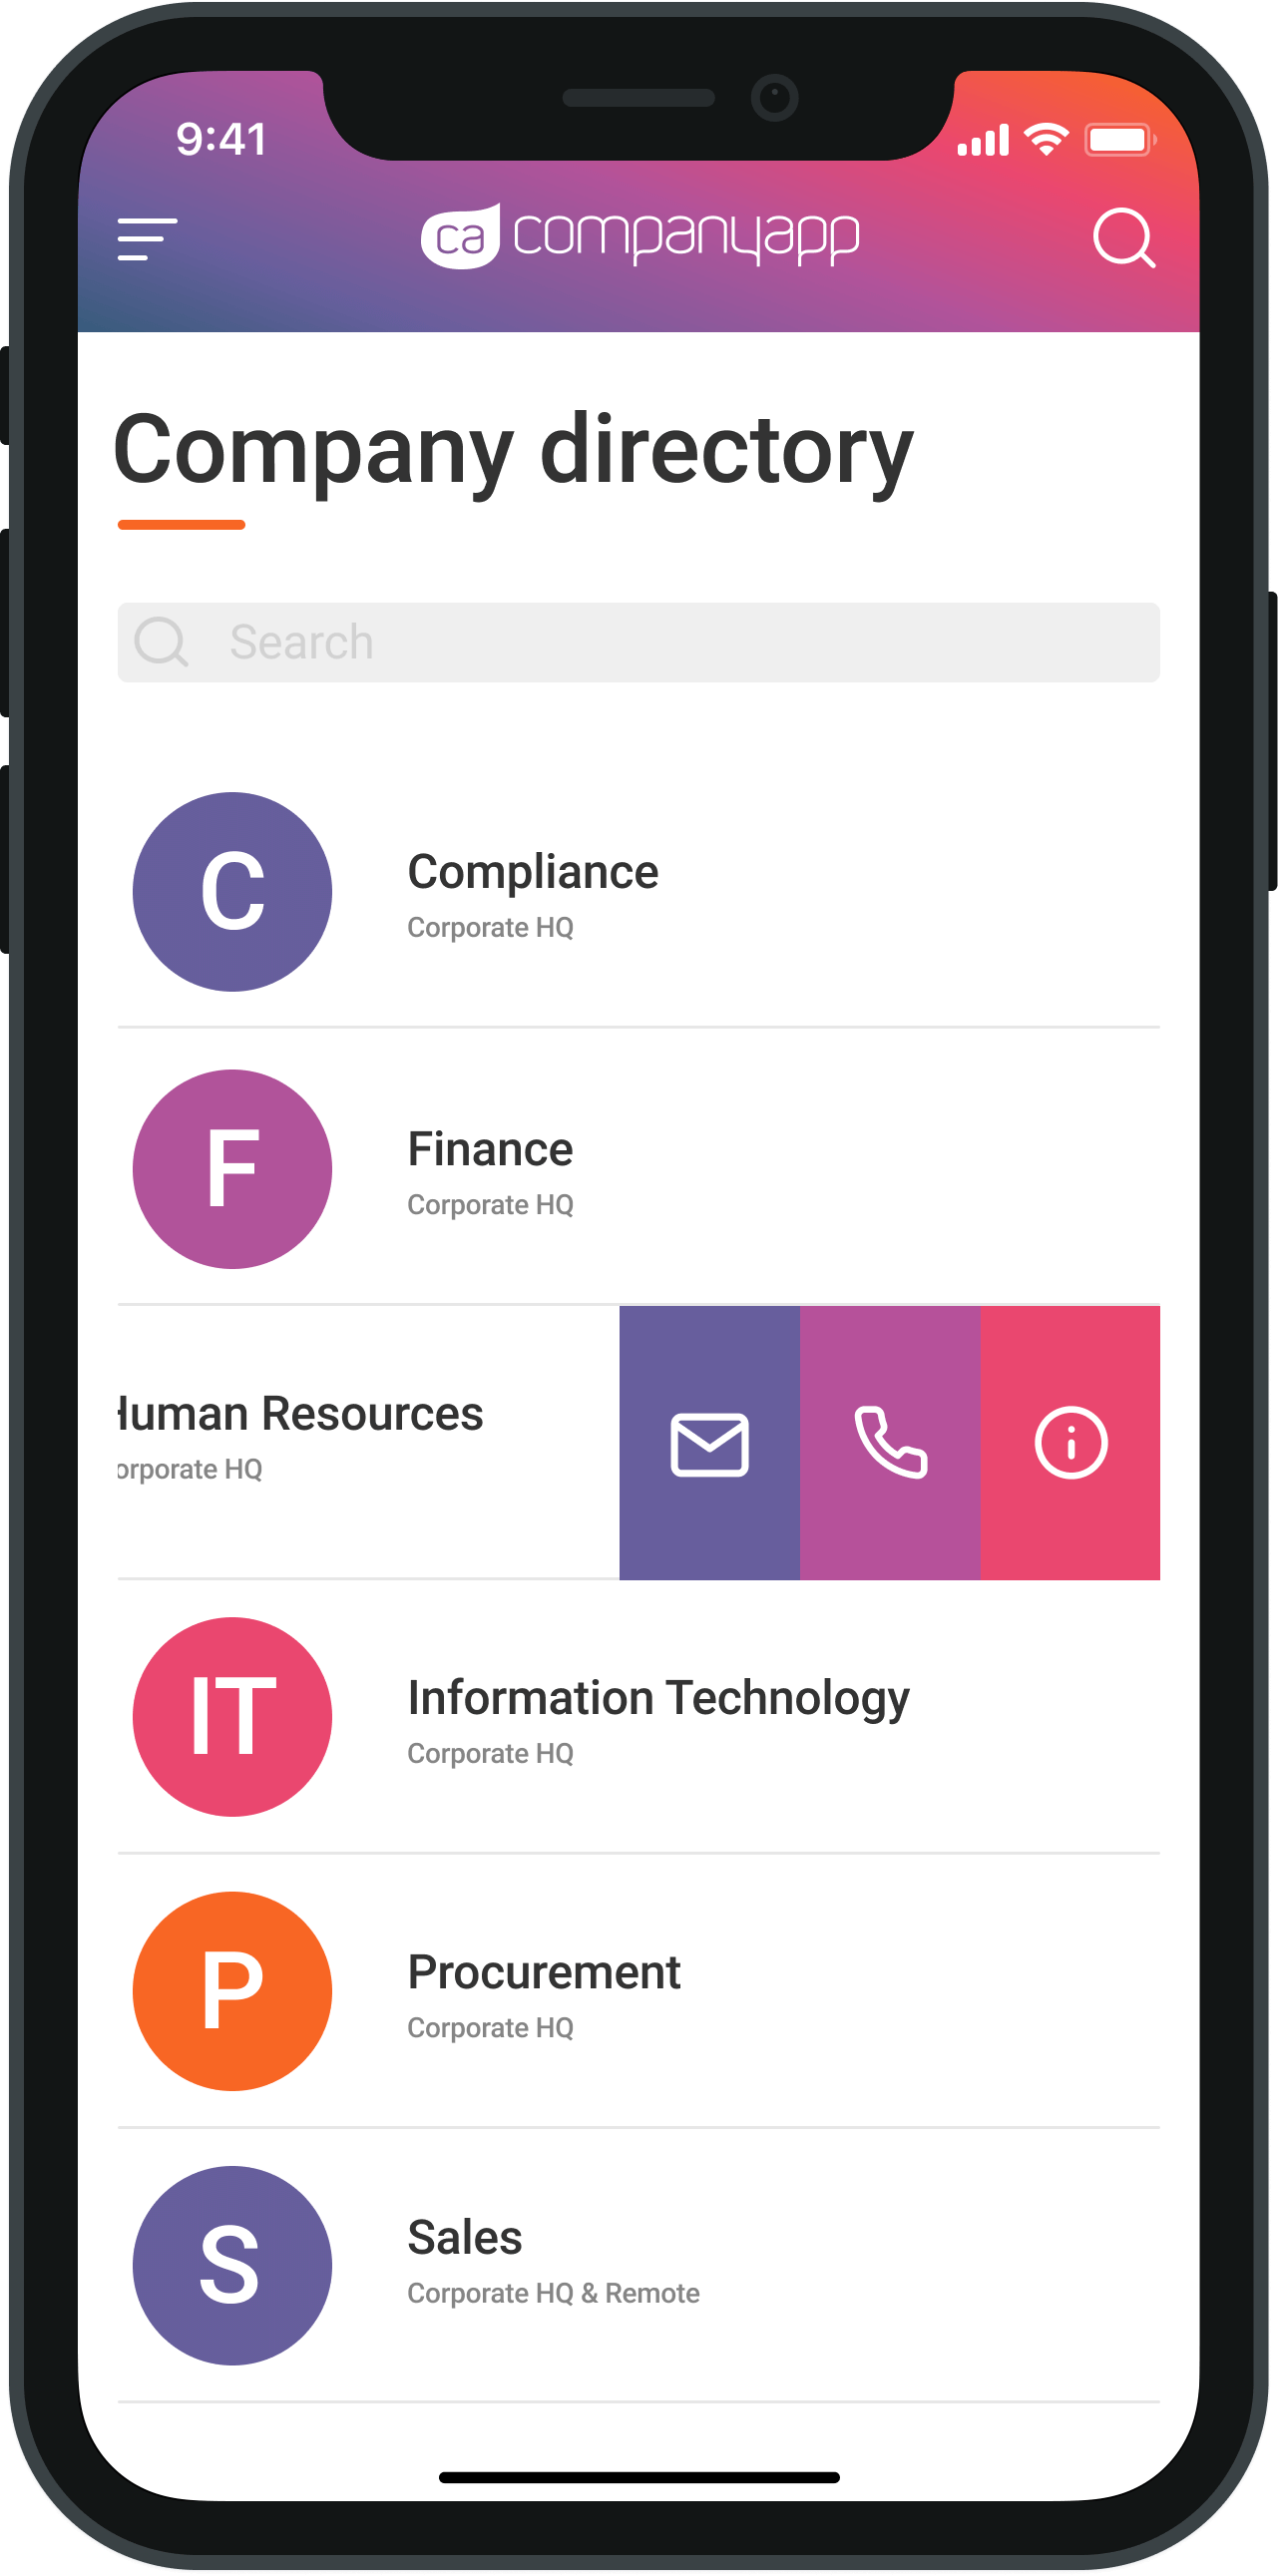 9:41
ca companyapp
Company directory
Search
C
Compliance
Corporate HQ
F
Finance
Corporate HQ
Human Resources
orporate HQ
IT
Information Technology
Corporate HQ
P
Procurement
Corporate HQ
S
Sales
Corporate HQ & Remote